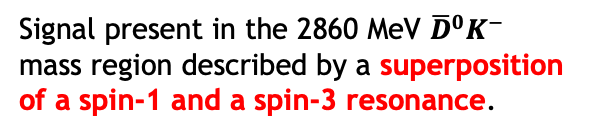 Signal present in the 2860 MeV D̅⁰K⁻
mass region described by a superposition
of a spin-1 and a spin-3 resonance.